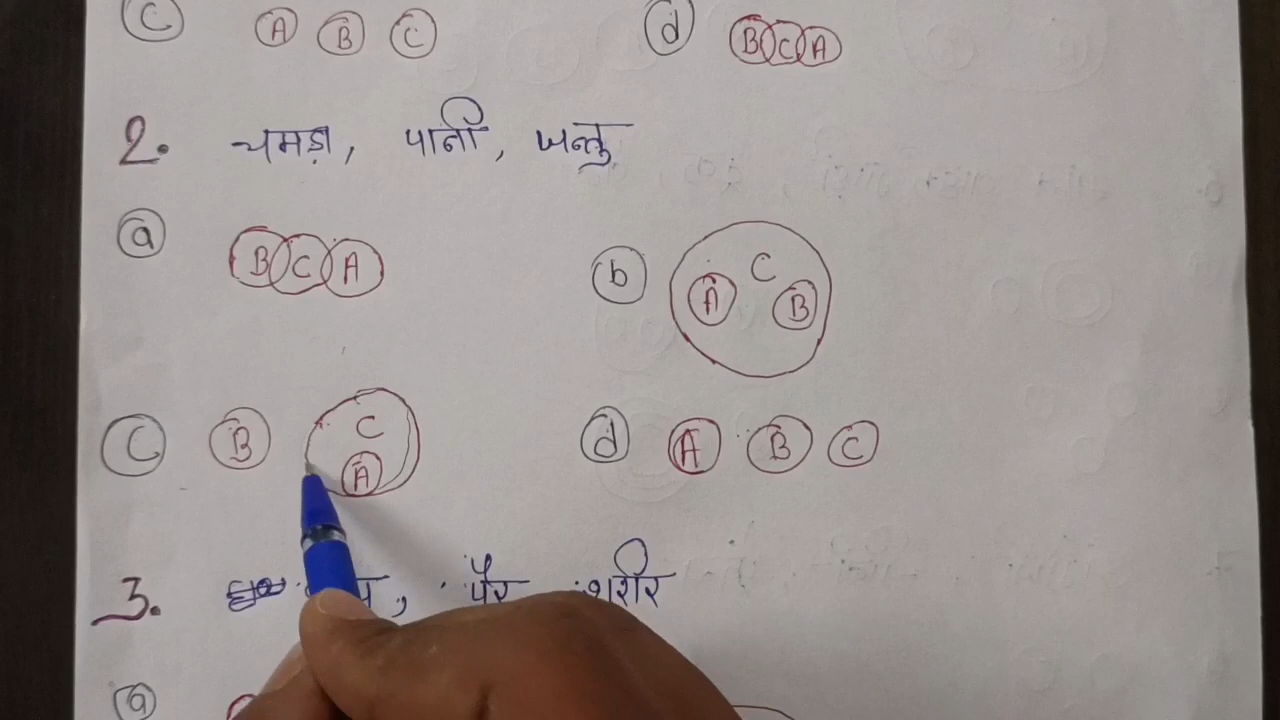 C A B C d B C A
2. चमड़ा, पानी, जन्तु
a B C A b C A B
C B C A d A B C
3. पैर शरीर
a